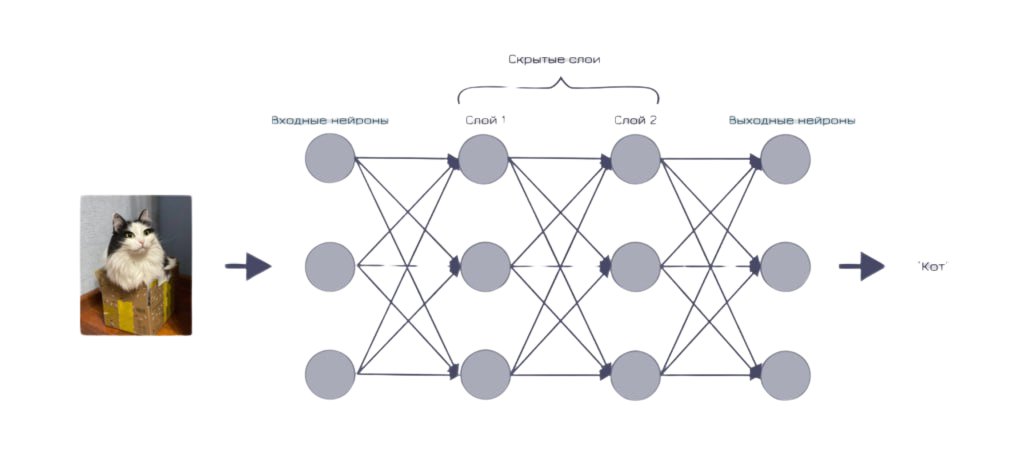 Скрытые слои
Входные нейроны
Слой 1
Слой 2
Выходные нейроны
"Кот"